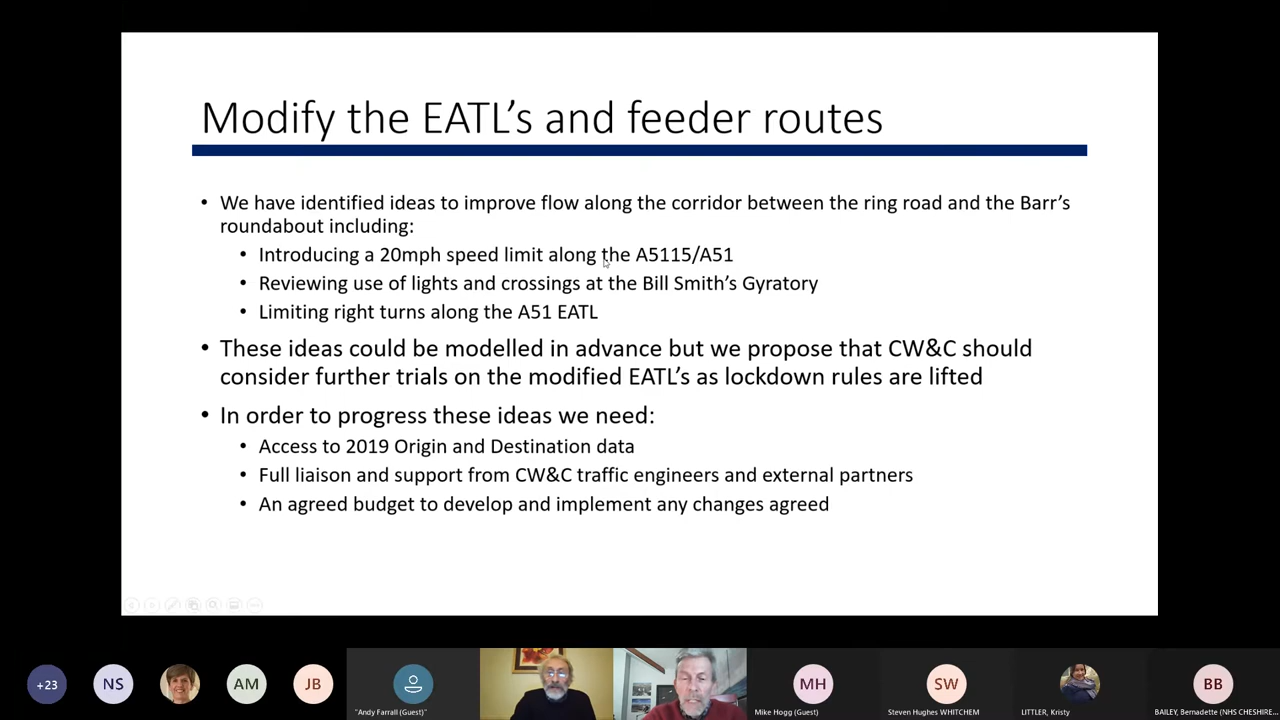 Modify the EATL's and feeder routes
• We have identified ideas to improve flow along the corridor between the ring road and the Barr's
roundabout including:
• Introducing a 20mph speed limit along the A5115/A51
• Reviewing use of lights and crossings at the Bill Smith's Gyratory
• Limiting right turns along the A51 EATL
• These ideas could be modelled in advance but we propose that CW&C should
consider further trials on the modified EATL's as lockdown rules are lifted
• In order to progress these ideas we need:
• Access to 2019 Origin and Destination data
• Full liaison and support from CW&C traffic engineers and external partners
• An agreed budget to develop and implement any changes agreed
+23
NS
AM
JB
MH
SW
BB
"Andy Farrall (Guest)"
Mike Hogg (Guest)
Steven Hughes WHITCHEM
LITTLER, Kristy
BAILEY, Bernadette (NHS CHESHIRE...